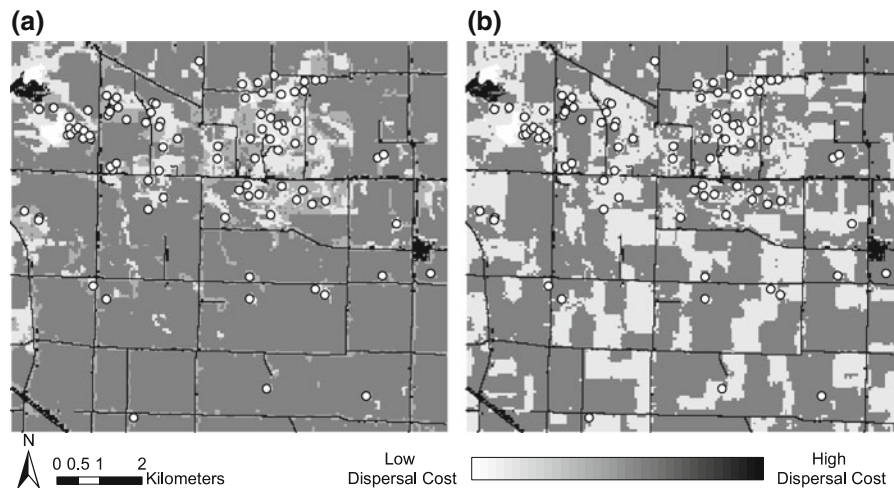 (a) (b)
N
0 0.5 1 2
Kilometers
Low
Dispersal Cost
High
Dispersal Cost